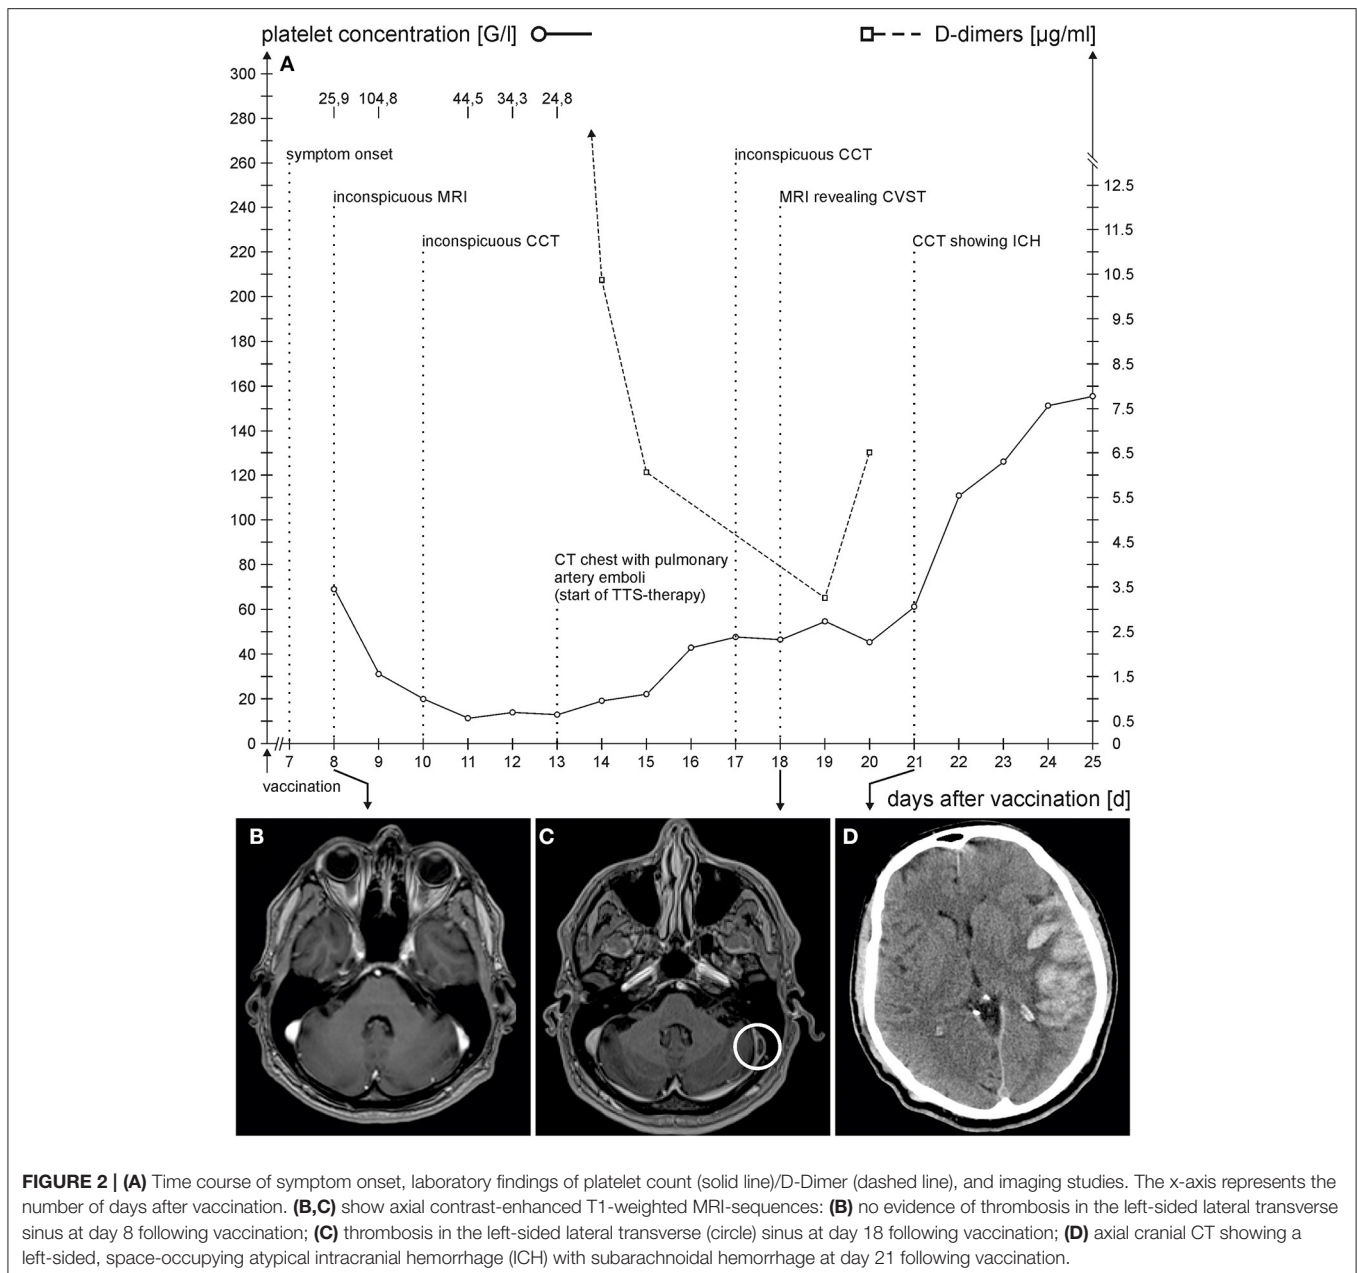 platelet concentration [G/l]
D-dimers [µg/ml]
A
300
280
260
240
220
200
180
160
140
120
100
80
60
40
20
0
25,9 104,8 44,5 34,3 24,8
symptom onset
inconspicuous MRI
inconspicuous CCT
CT chest with pulmonary
artery emboli
(start of TTS-therapy)
inconspicuous CCT
MRI revealing CVST
CCT showing ICH
12.5
11.5
10.5
9.5
8.5
7.5
6.5
5.5
4.5
3.5
2.5
1.5
0.5
0
7 8 9 10 11 12 13 14 15 16 17 18 19 20 21 22 23 24 25
vaccination
days after vaccination [d]
B
C
D
FIGURE 2 | (A) Time course of symptom onset, laboratory findings of platelet count (solid line)/D-Dimer (dashed line), and imaging studies. The x-axis represents the
number of days after vaccination. (B,C) show axial contrast-enhanced T1-weighted MRI-sequences: (B) no evidence of thrombosis in the left-sided lateral transverse
sinus at day 8 following vaccination; (C) thrombosis in the left-sided lateral transverse (circle) sinus at day 18 following vaccination; (D) axial cranial CT showing a
left-sided, space-occupying atypical intracranial hemorrhage (ICH) with subarachnoidal hemorrhage at day 21 following vaccination.